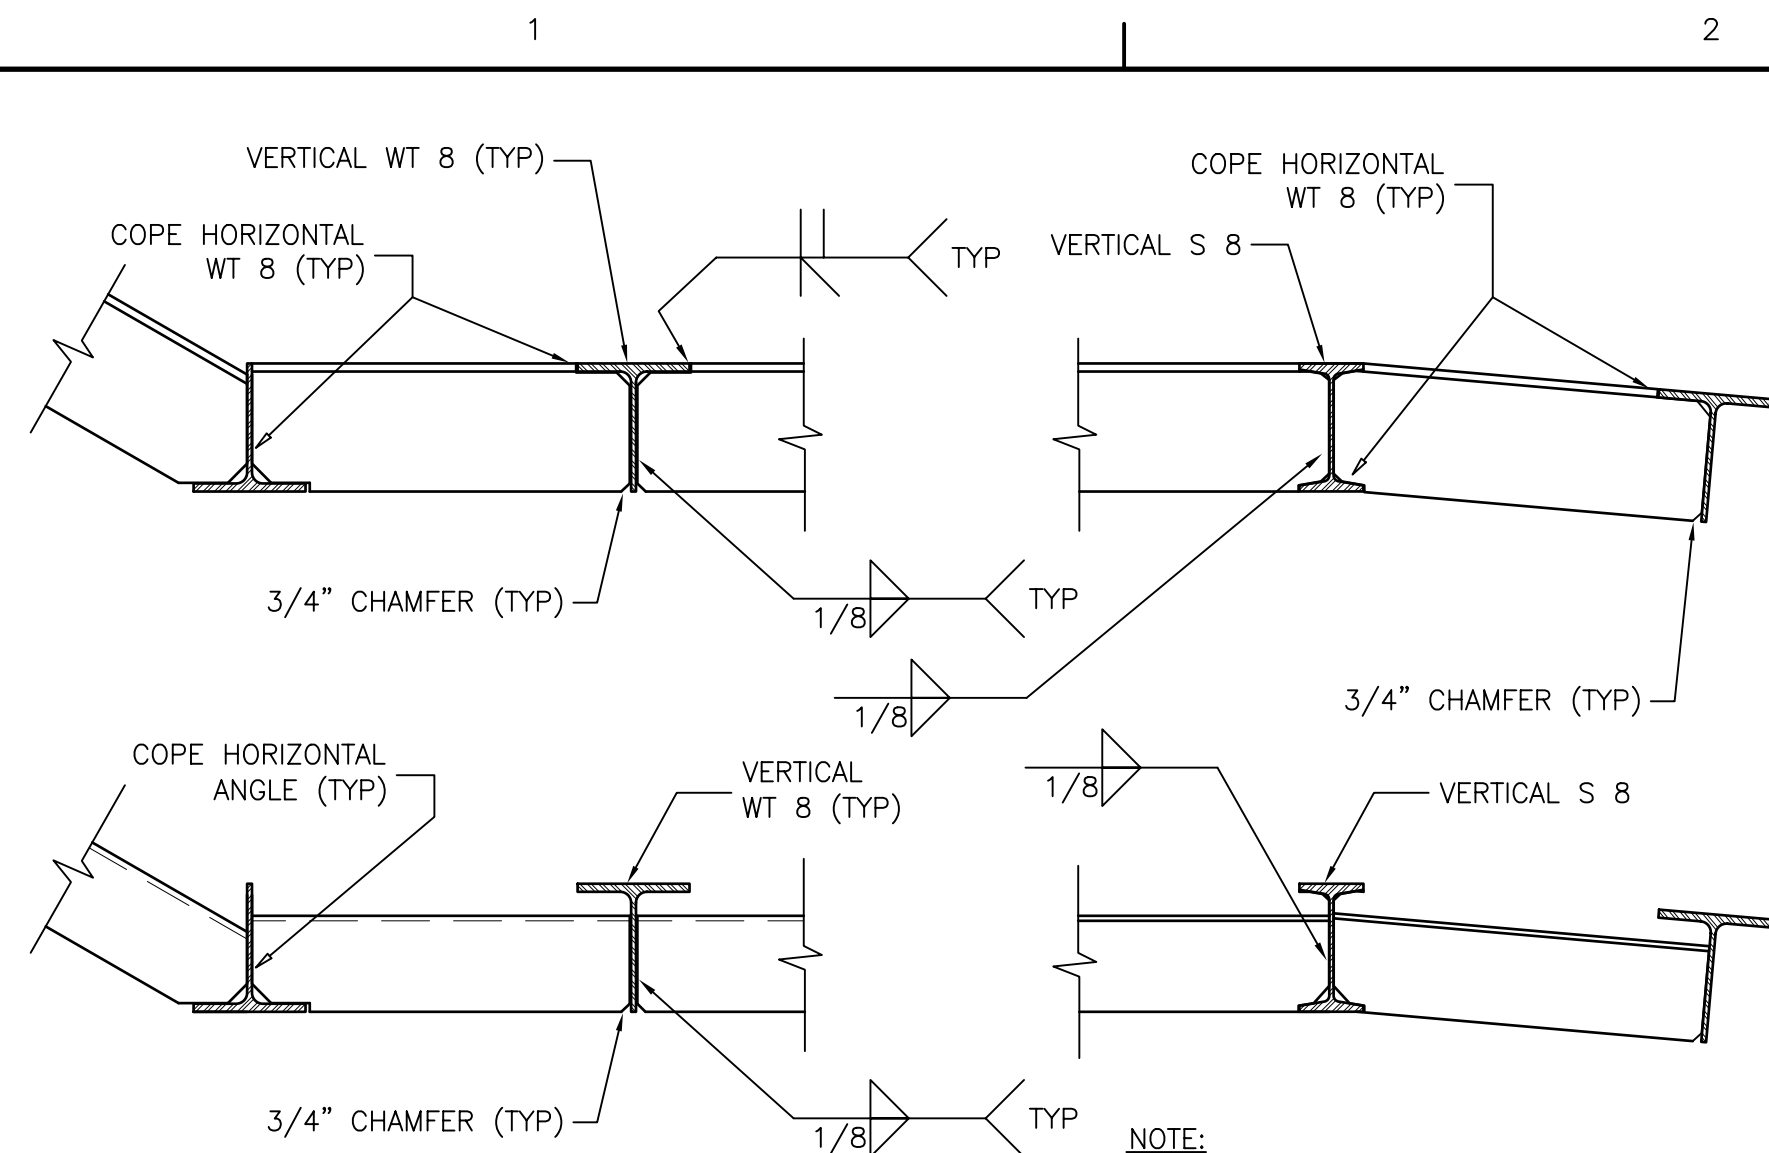 1
2
VERTICAL WT 8 (TYP)
COPE HORIZONTAL
WT 8 (TYP)
TYP
COPE HORIZONTAL
WT 8 (TYP)
VERTICAL S 8
3/4" CHAMFER (TYP)
1/8
TYP
1/8
3/4" CHAMFER (TYP)
COPE HORIZONTAL
ANGLE (TYP)
VERTICAL
WT 8 (TYP)
1/8
VERTICAL S 8
3/4" CHAMFER (TYP)
1/8
TYP
NOTE: